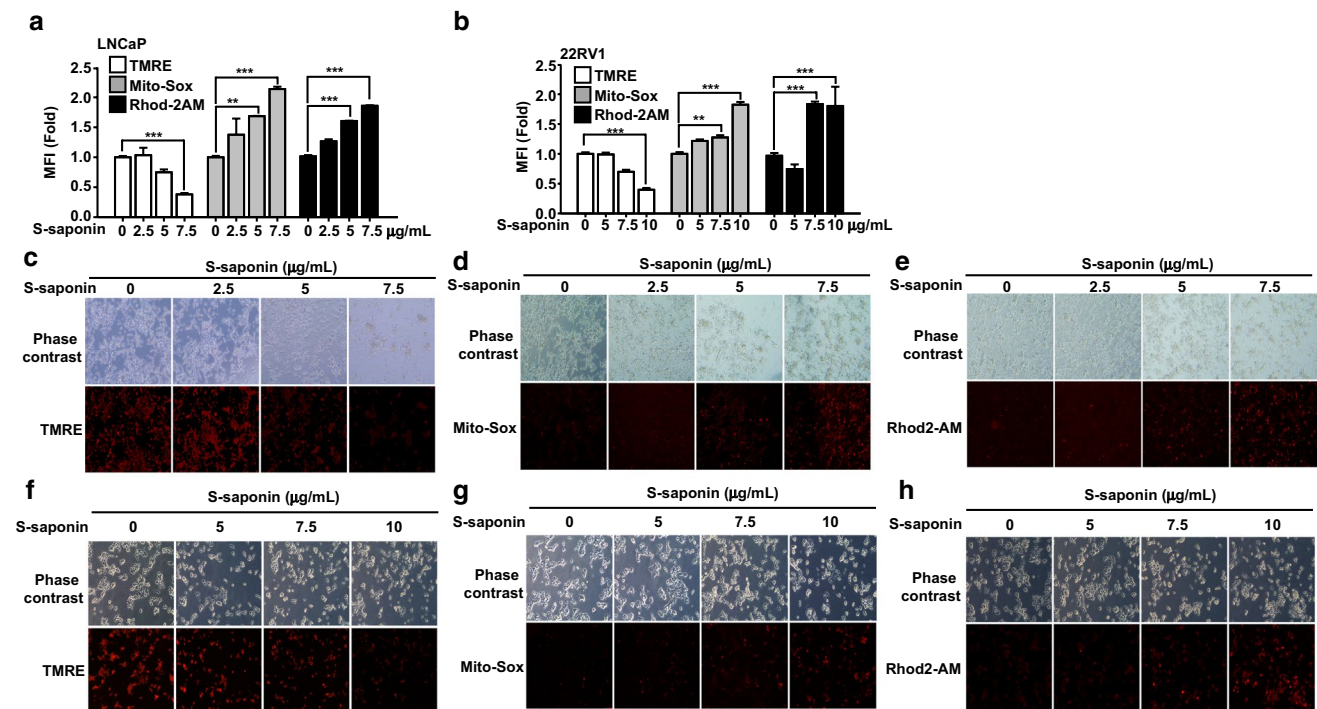 a
LNCaP
TMRE
Mito-Sox
Rhod-2AM
MFI (Fold)
2.5
2.0
1.5
1.0
0.5
0.0
***
**
***
***
***
S-saponin 0 2.5 5 7.5 0 2.5 5 7.5 0 2.5 5 7.5 μg/mL
b
22RV1
TMRE
Mito-Sox
Rhod-2AM
MFI (Fold)
2.5
2.0
1.5
1.0
0.5
0.0
***
**
***
***
***
S-saponin 0 5 7.5 10 0 5 7.5 10 0 5 7.5 10 μg/mL
c
S-saponin (μg/mL)
S-saponin 0 2.5 5 7.5
Phase
contrast
TMRE
d
S-saponin (μg/mL)
S-saponin 0 2.5 5 7.5
Phase
contrast
Mito-Sox
e
S-saponin (μg/mL)
S-saponin 0 2.5 5 7.5
Phase
contrast
Rhod2-AM
f
S-saponin (μg/mL)
S-saponin 0 5 7.5 10
Phase
contrast
TMRE
g
S-saponin (μg/mL)
S-saponin 0 5 7.5 10
Phase
contrast
Mito-Sox
h
S-saponin (μg/mL)
S-saponin 0 5 7.5 10
Phase
contrast
Rhod2-AM